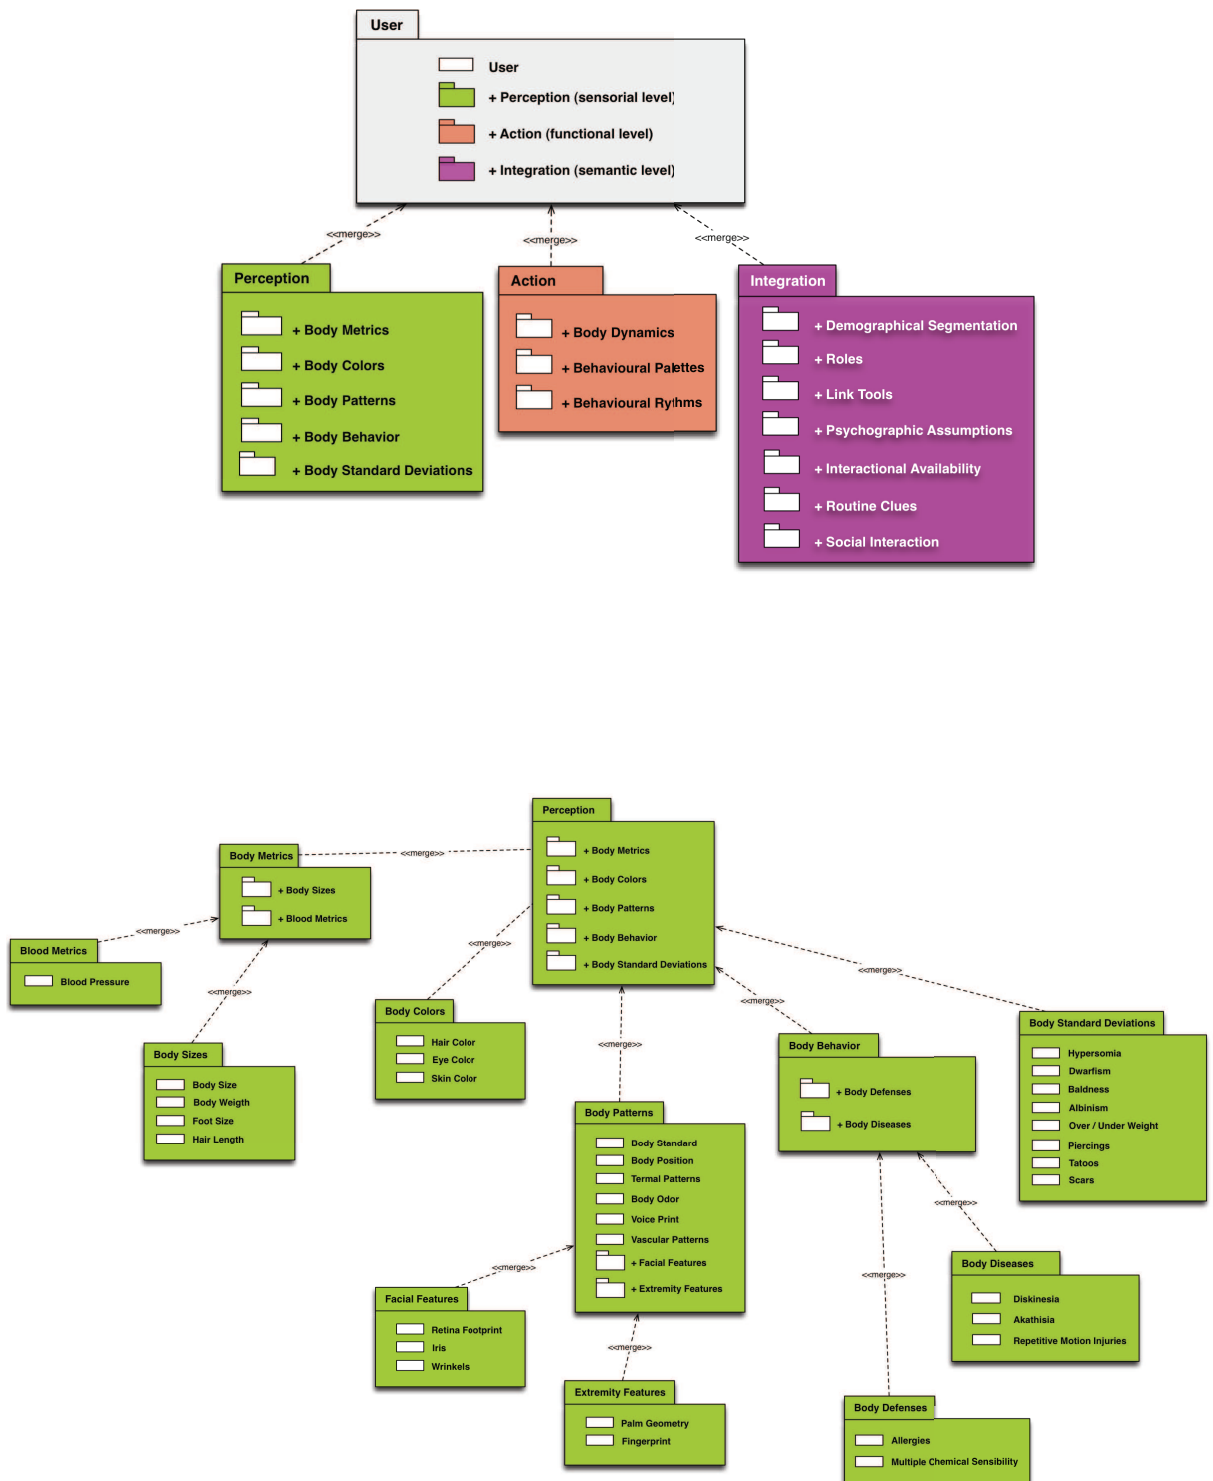 User
User
+ Perception (sensorial level)
+ Action (functional level)
+ Integration (semantic level)
<<merge>>
<<merge>>
<<merge>>
Perception
+ Body Metrics
+ Body Colors
+ Body Patterns
+ Body Behavior
+ Body Standard Deviations
Action
+ Body Dynamics
+ Behavioural Palettes
+ Behavioural Rythms
Integration
+ Demographical Segmentation
+ Roles
+ Link Tools
+ Psychographic Assumptions
+ Interactional Availability
+ Routine Clues
+ Social Interaction
Perception
+ Body Metrics
+ Body Colors
+ Body Patterns
+ Body Behavior
+ Body Standard Deviations
<<merge>>
Body Metrics
+ Body Sizes
+ Blood Metrics
<<merge>>
Blood Metrics
Blood Pressure
<<merge>>
Body Sizes
Body Size
Body Weigth
Foot Size
Hair Length
<<merge>>
Body Colors
Hair Color
Eye Color
Skin Color
<<merge>>
Body Patterns
Body Standard
Body Position
Termal Patterns
Body Odor
Voice Print
Vascular Patterns
+ Facial Features
+ Extremity Features
<<merge>>
Body Behavior
+ Body Defenses
+ Body Diseases
<<merge>>
Body Standard Deviations
Hypersomia
Dwarfism
Baldness
Albinism
Over / Under Weight
Piercings
Tatoos
Scars
<<merge>>
Facial Features
Retina Footprint
Iris
Wrinkels
<<merge>>
Extremity Features
Palm Geometry
Fingerprint
<<merge>>
Body Diseases
Diskinesia
Akathisia
Repetitive Motion Injuries
<<merge>>
Body Defenses
Allergies
Multiple Chemical Sensibility